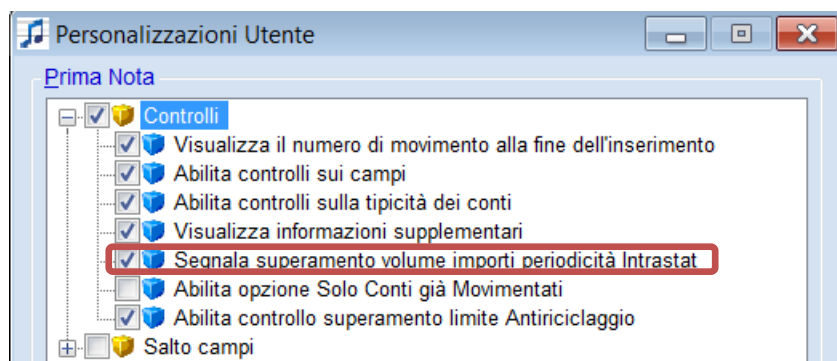 Personalizzazioni Utente
Prima Nota
Controlli
Visualizza il numero di movimento alla fine dell'inserimento
Abilita controlli sui campi
Abilita controlli sulla tipicità dei conti
Visualizza informazioni supplementari
Segnala superamento volume importi periodicità Intrastat
Abilita opzione Solo Conti già Movimentati
Abilita controllo superamento limite Antiriciclaggio
Salto campi